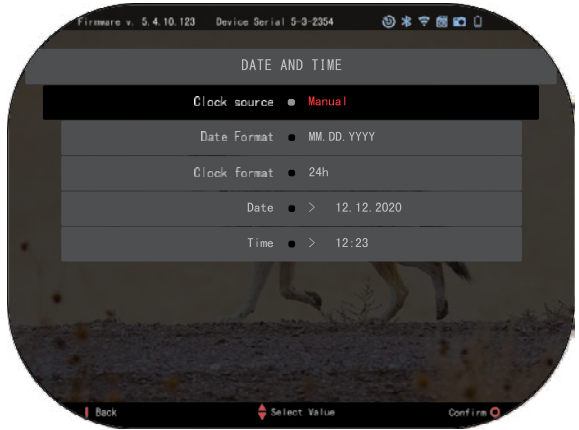 Firmware v. 5.4.10.123 Device Serial 5-3-2354
DATE AND TIME
Clock source Manual
Date Format MM.DD.YYYY
Clock format 24h
Date > 12.12.2020
Time > 12:23
Back Select Value Confirm